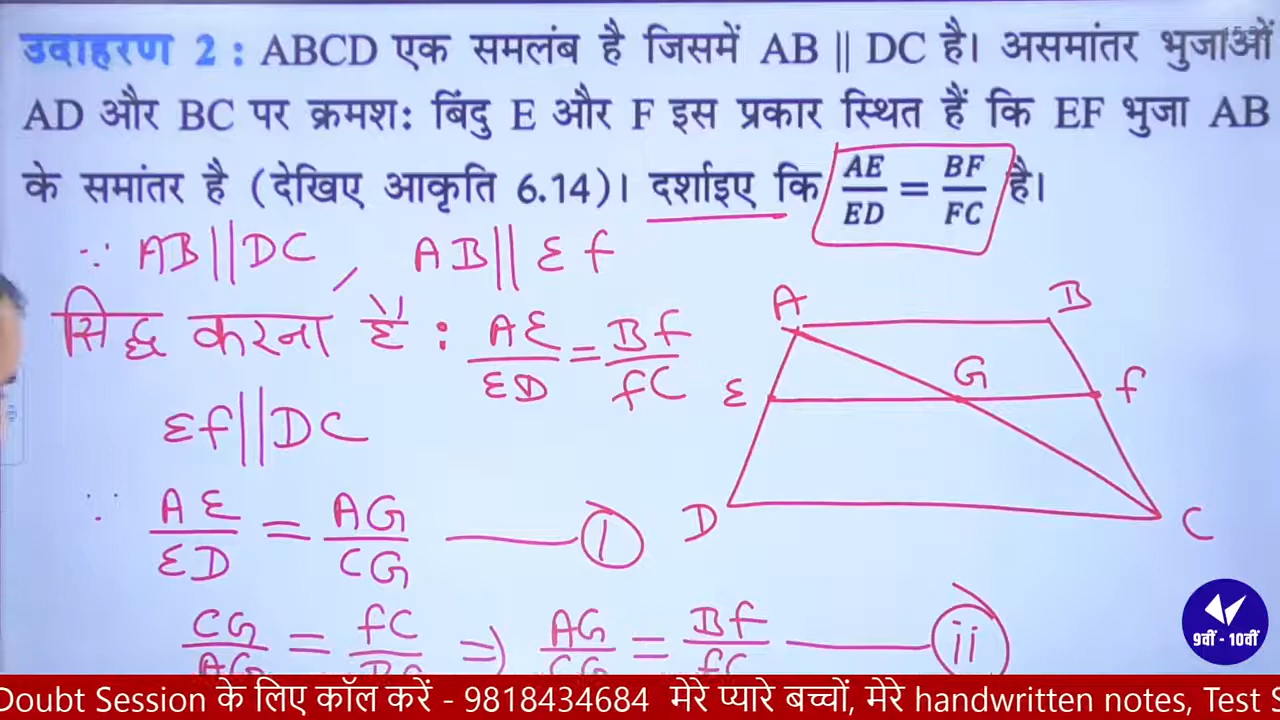 उदाहरण 2 : ABCD एक समलंब है जिसमें AB || DC है। असमांतर भुजाओं
AD और BC पर क्रमशः बिंदु E और F इस प्रकार स्थित हैं कि EF भुजा AB
के समांतर है (देखिए आकृति 6.14)। दर्शाइए कि AE/ED = BF/FC है।
∵ AB||DC , AB||EF
सिद्ध करना है : AE/ED = BF/FC
A B
E G F
D C
EF||DC
∵ AE/ED = AG/CG — i
CG/AG = FC/ ⇒ AG/CG = BF/FC — ii
9वीं - 10वीं
Doubt Session के लिए कॉल करें - 9818434684 मेरे प्यारे बच्चों, मेरे handwritten notes, Test S